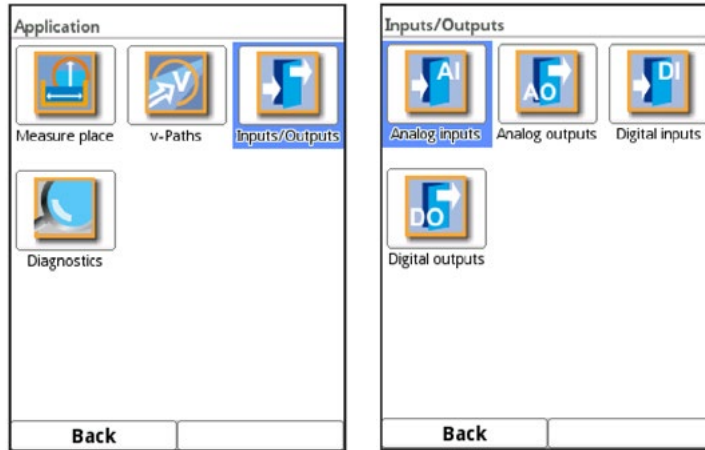 Application
Measure place
v-Paths
Inputs/Outputs
Diagnostics
Back
Inputs/Outputs
AI
AO
DI
Analog inputs
Analog outputs
Digital inputs
DO
Digital outputs
Back